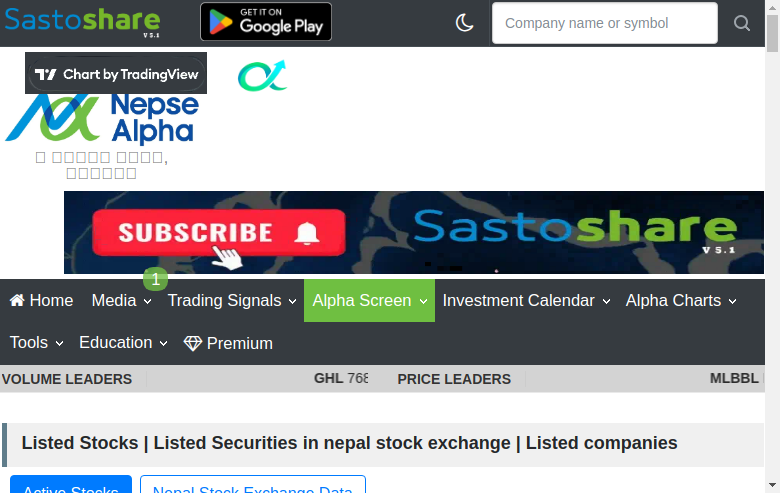 Sastoshare
V 5.1
GET IT ON
Google Play
Company name or symbol
Chart by TradingView
Nepse
Alpha
SUBSCRIBE
Sastoshare
V 5.1
1
Home Media Trading Signals Alpha Screen Investment Calendar Alpha Charts
Tools Education Premium
VOLUME LEADERS GHL 768 PRICE LEADERS MLBBL
Listed Stocks | Listed Securities in nepal stock exchange | Listed companies
Active Stocks Nepal Stock Exchange Data